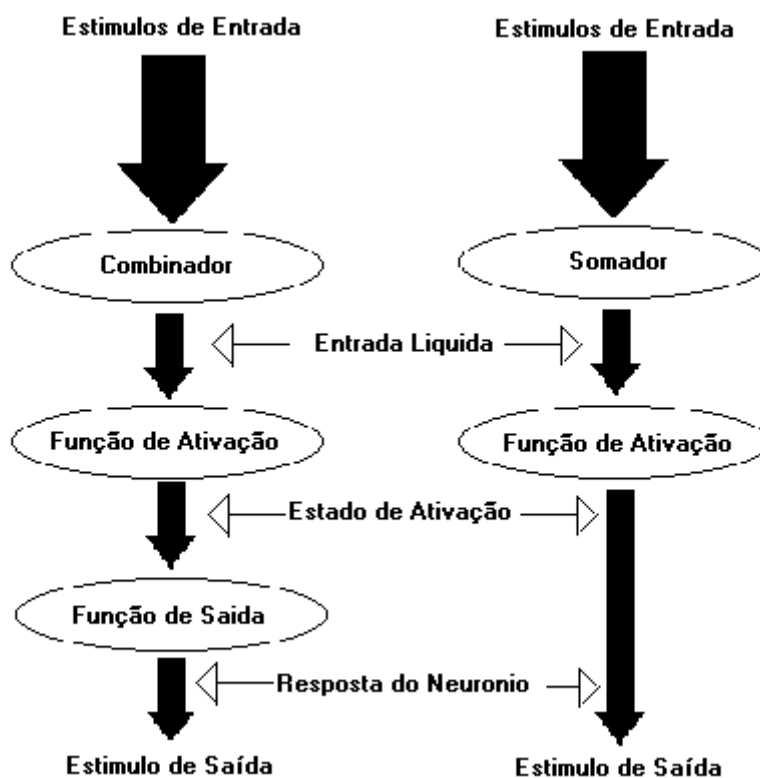 Estimulos de Entrada
Estimulos de Entrada
Combinador
Somador
Entrada Liquida
Função de Ativação
Função de Ativação
Estado de Ativação
Função de Saida
Resposta do Neuronio
Estimulo de Saída
Estimulo de Saída